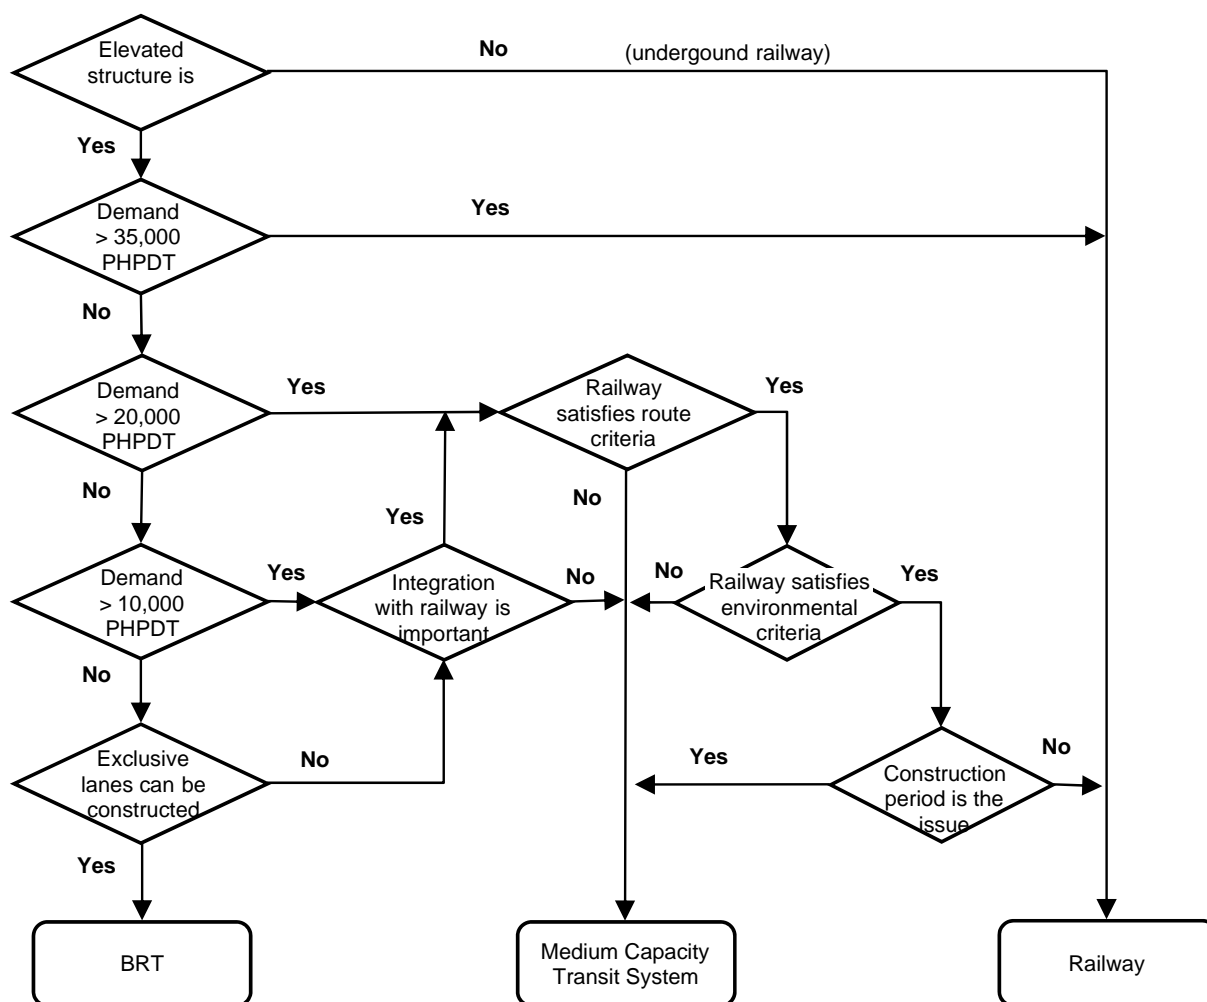 Elevated
structure is
No
(undergound railway)
Yes
Demand
> 35,000
PHPDT
Yes
No
Demand
> 20,000
PHPDT
Yes
Railway
satisfies route
criteria
Yes
No
No
Yes
Demand
> 10,000
PHPDT
Yes
Integration
with railway is
important
No
No
Railway satisfies
environmental
criteria
Yes
No
Exclusive
lanes can be
constructed
No
Yes
Construction
period is the
issue
No
Yes
BRT
Medium Capacity
Transit System
Railway